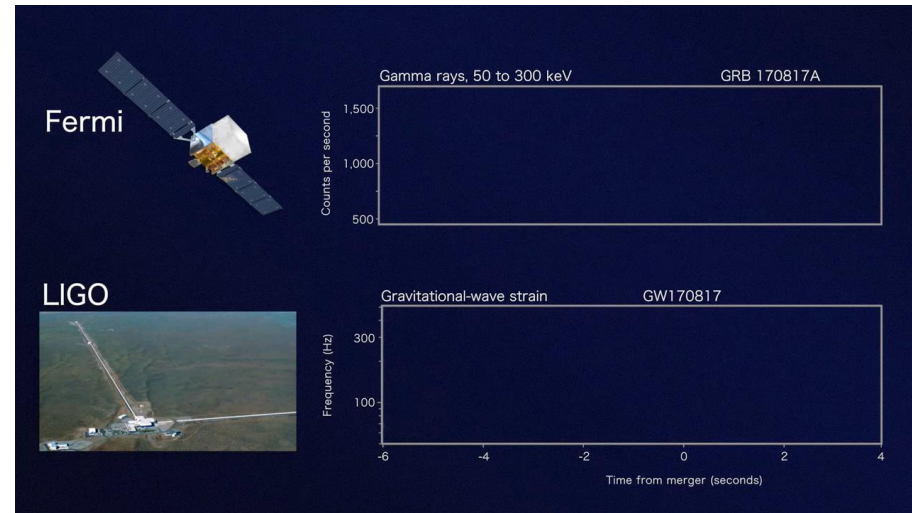 Fermi
Gamma rays, 50 to 300 keV GRB 170817A
Counts per second
1,500
1,000
500
LIGO
Gravitational-wave strain GW170817
Frequency (Hz)
300
100
-6 -4 -2 0 2 4
Time from merger (seconds)